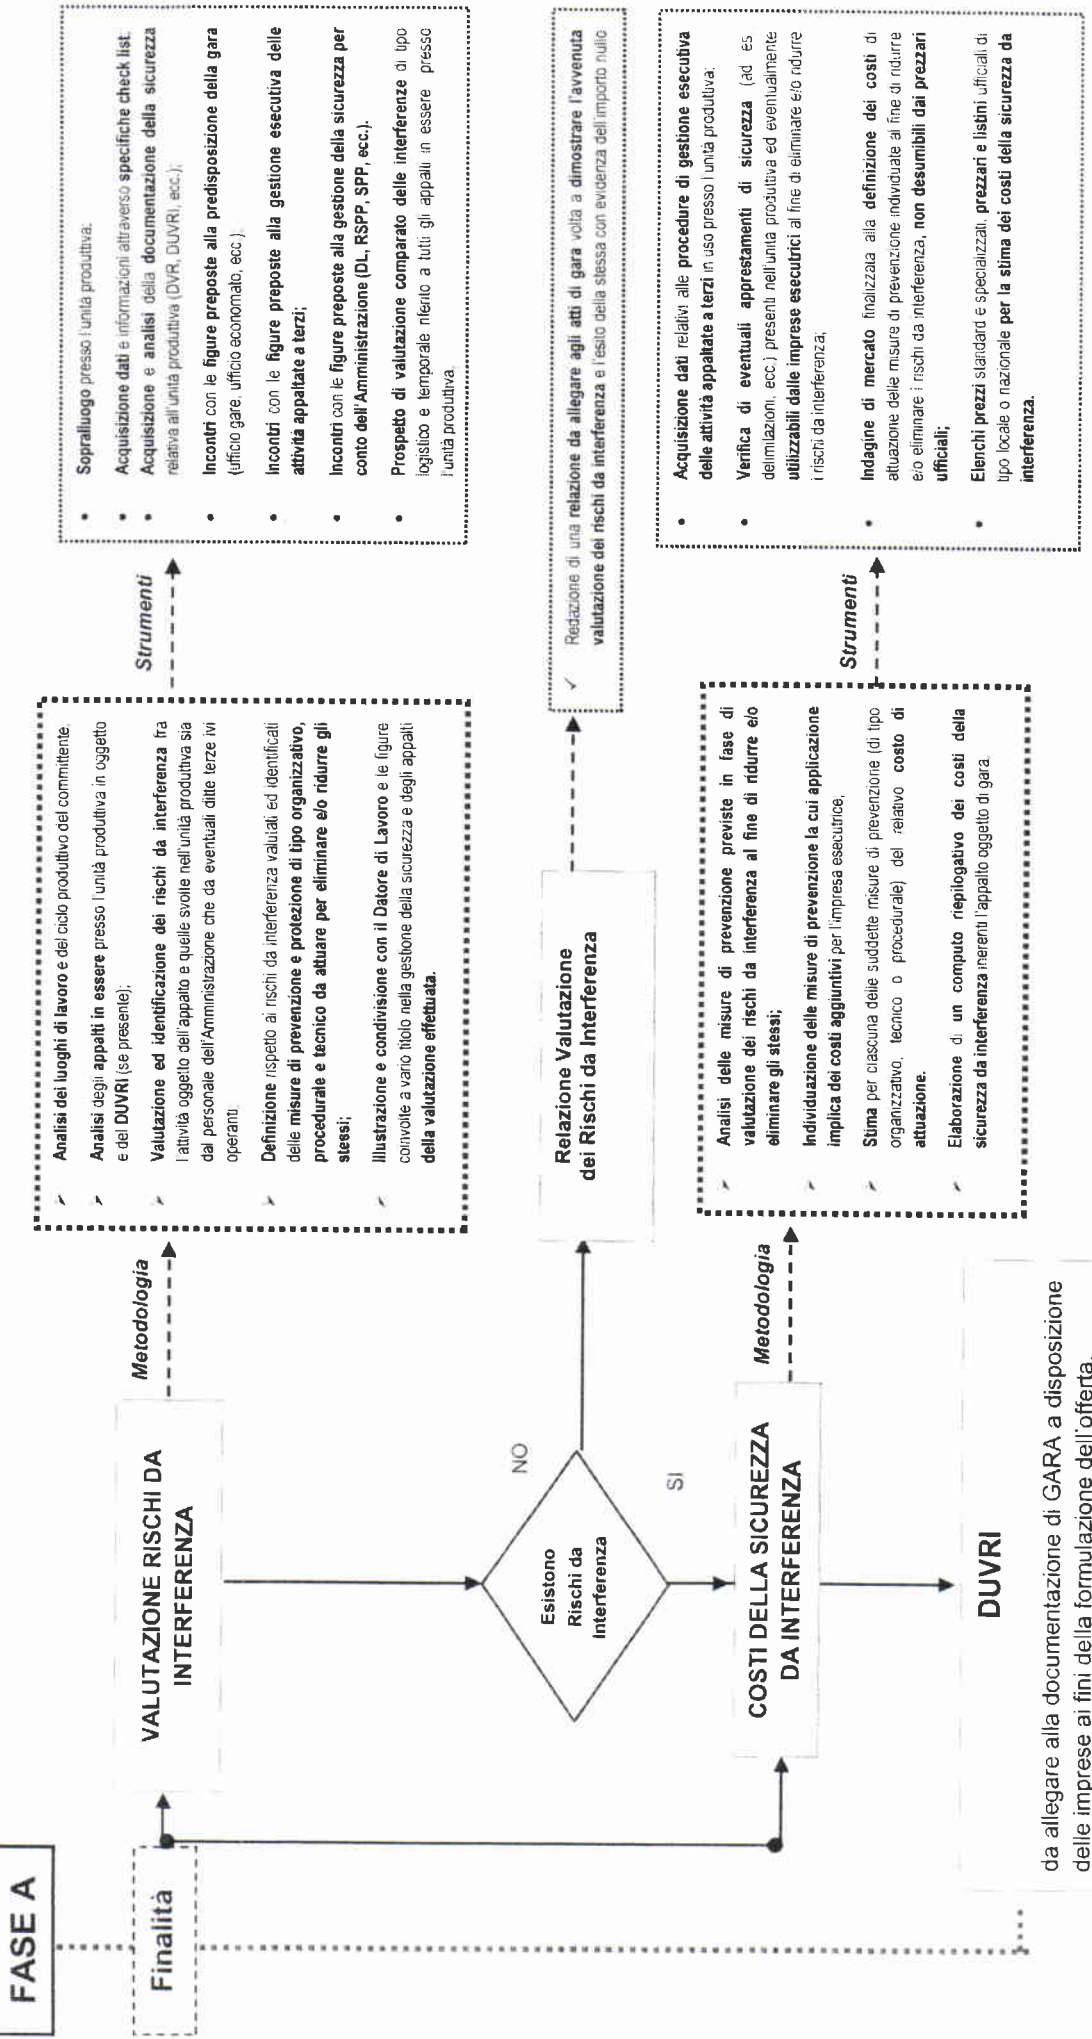 FASE A
Finalità
VALUTAZIONE RISCHI DA
INTERFERENZA
Metodologia
Analisi dei luoghi di lavoro e del ciclo produttivo del committente.
Analisi degli appalti in essere presso l'unità produttiva in oggetto
e del DUVRI (se presente);
Valutazione ed identificazione dei rischi da interferenza fra
l'attività oggetto dell'appalto e quelle svolte nell'unità produttiva sia
dal personale dell'Amministrazione che da eventuali ditte terze ivi
operanti.
Definizione rispetto ai rischi da interferenza valutati ed identificati
delle misure di prevenzione e protezione di tipo organizzativo,
procedurale e tecnico da attuare per eliminare e/o ridurre gli
stessi;
Illustrazione e condivisione con il Datore di Lavoro e le figure
coinvolte a vario titolo nella gestione della sicurezza e degli appalti
della valutazione effettuata.
Strumenti
Sopralluogo presso l'unità produttiva;
Acquisizione dati e informazioni attraverso specifiche check list.
Acquisizione e analisi della documentazione della sicurezza
relativa all'unità produttiva (DVR, DUVRI, ecc.);
Incontri con le figure preposte alla predisposizione della gara
(ufficio gare, ufficio economato, ecc.);
Incontri con le figure preposte alla gestione esecutiva delle
attività appaltate a terzi;
Incontri con le figure preposte alla gestione della sicurezza per
conto dell'Amministrazione (DL, RSPP, SPP, ecc.).
Prospetto di valutazione comparato delle interferenze di tipo
logistico e temporale riferito a tutti gli appalti in essere presso
l'unità produttiva.
Esistono
Rischi da
Interferenza
NO
SI
Relazione Valutazione
dei Rischi da Interferenza
✓ Redazione di una relazione da allegare agli atti di gara volta a dimostrare l'avvenuta
valutazione dei rischi da interferenza e l'esito della stessa con evidenza dell'importo nullo
COSTI DELLA SICUREZZA
DA INTERFERENZA
Metodologia
Analisi delle misure di prevenzione previste in fase di
valutazione dei rischi da interferenza al fine di ridurre e/o
eliminare gli stessi;
Individuazione delle misure di prevenzione la cui applicazione
implica dei costi aggiuntivi per l'impresa esecutrice;
Stima per ciascuna delle suddette misure di prevenzione (di tipo
organizzativo, tecnico o procedurale) del relativo costo di
attuazione.
Elaborazione di un computo riepilogativo dei costi della
sicurezza da interferenza inerenti l'appalto oggetto di gara.
Strumenti
Acquisizione dati relativi alle procedure di gestione esecutiva
delle attività appaltate a terzi in uso presso l'unità produttiva;
Verifica di eventuali apprestamenti di sicurezza (ad es
delimilazioni, ecc.) presenti nell'unità produttiva ed eventualmente
utilizzabili dalle imprese esecutrici al fine di eliminare e/o ridurre
i rischi da interferenza;
Indagine di mercato finalizzata alla definizione dei costi di
attuazione delle misure di prevenzione individuate al fine di ridurre
e/o eliminare i rischi da interferenza, non desumibili dai prezzari
ufficiali;
Elenchi prezzi standard e specializzati, prezzari e listini ufficiali di
tipo locale o nazionale per la stima dei costi della sicurezza da
interferenza.
DUVRI
da allegare alla documentazione di GARA a disposizione
delle imprese ai fini della formulazione dell'offerta.